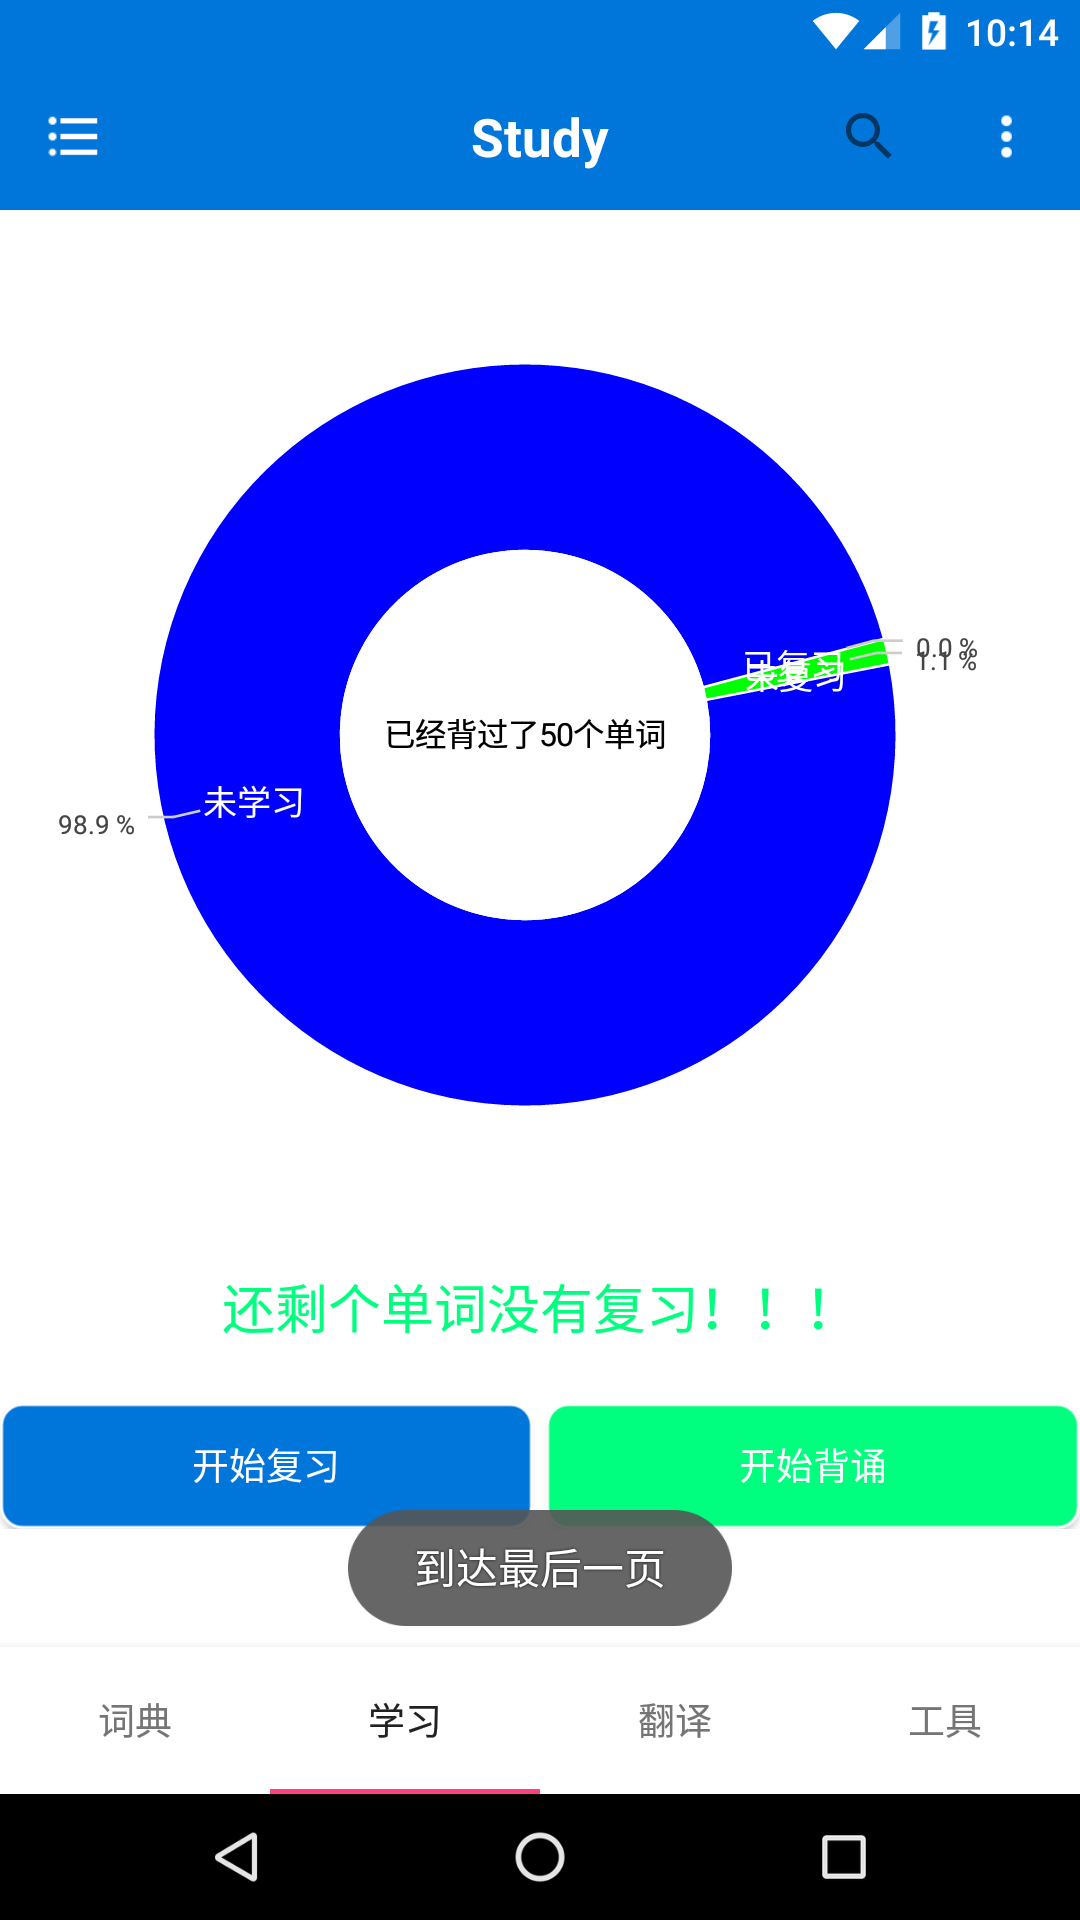 10:14
Study
0.0 %
1.1 %
已复习
未复习
已经背过了50个单词
未学习
98.9 %
还剩个单词没有复习！！！
开始复习
开始背诵
到达最后一页
词典
学习
翻译
工具